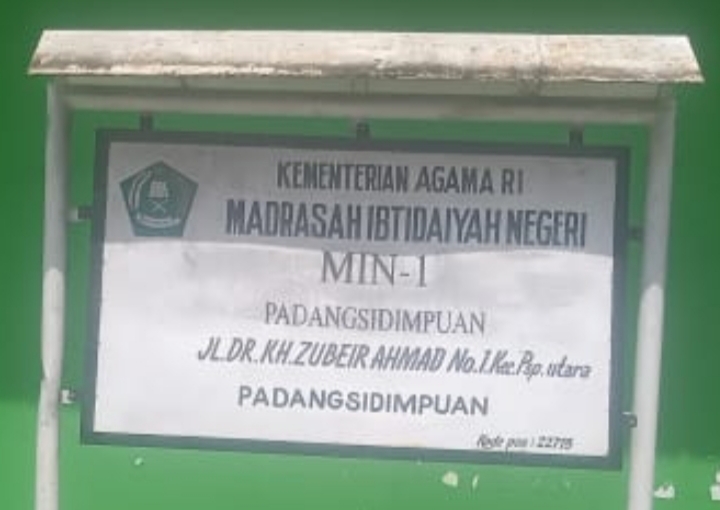 KEMENTERIAN AGAMA RI
MADRASAH IBTIDAIYAH NEGERI
MIN-1
PADANGSIDIMPUAN
JL.DR.KH.ZUBEIR AHMAD No.1.Kec.Psp.utara
PADANGSIDIMPUAN
Kode pos : 22715